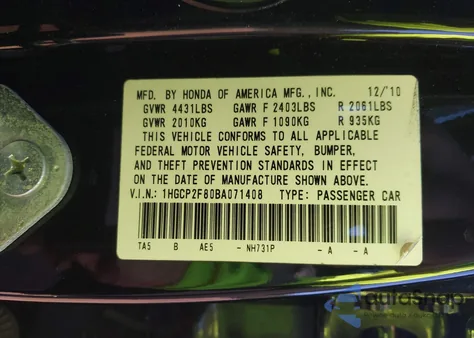 MFD. BY HONDA OF AMERICA MFG., INC. 12/10
GVWR 4431LBS GAWR F 2403LBS R 2061LBS
GVWR 2010KG GAWR F 1090KG R 935KG
THIS VEHICLE CONFORMS TO ALL APPLICABLE
FEDERAL MOTOR VEHICLE SAFETY, BUMPER,
AND THEFT PREVENTION STANDARDS IN EFFECT
ON THE DATE OF MANUFACTURE SHOWN ABOVE.
V.I.N.: 1HGCP2F80BA071408 TYPE: PASSENGER CAR
TA5 B AE5 - NH731P - A - A